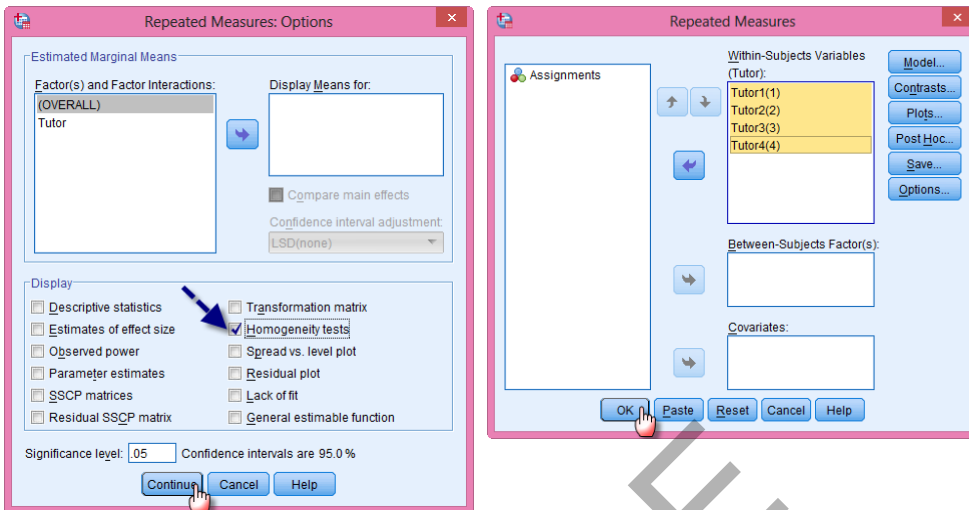 Repeated Measures: Options
Estimated Marginal Means
Factor(s) and Factor Interactions:
(OVERALL)
Tutor
Display Means for:
Compare main effects
Confidence interval adjustment:
LSD(none)
Display
Descriptive statistics
Transformation matrix
Estimates of effect size
Homogeneity tests
Observed power
Spread vs. level plot
Parameter estimates
Residual plot
SSCP matrices
Lack of fit
Residual SSCP matrix
General estimable function
Significance level: .05 Confidence intervals are 95.0 %
Continue Cancel Help
Repeated Measures
Assignments
Within-Subjects Variables
(Tutor):
Tutor1(1)
Tutor2(2)
Tutor3(3)
Tutor4(4)
Model...
Contrasts...
Plots...
Post Hoc...
Save...
Options...
Between-Subjects Factor(s):
Covariates:
OK Paste Reset Cancel Help